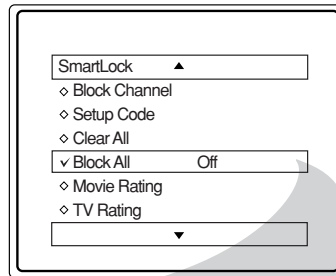 SmartLock
Block Channel
Setup Code
Clear All
Block All Off
Movie Rating
TV Rating